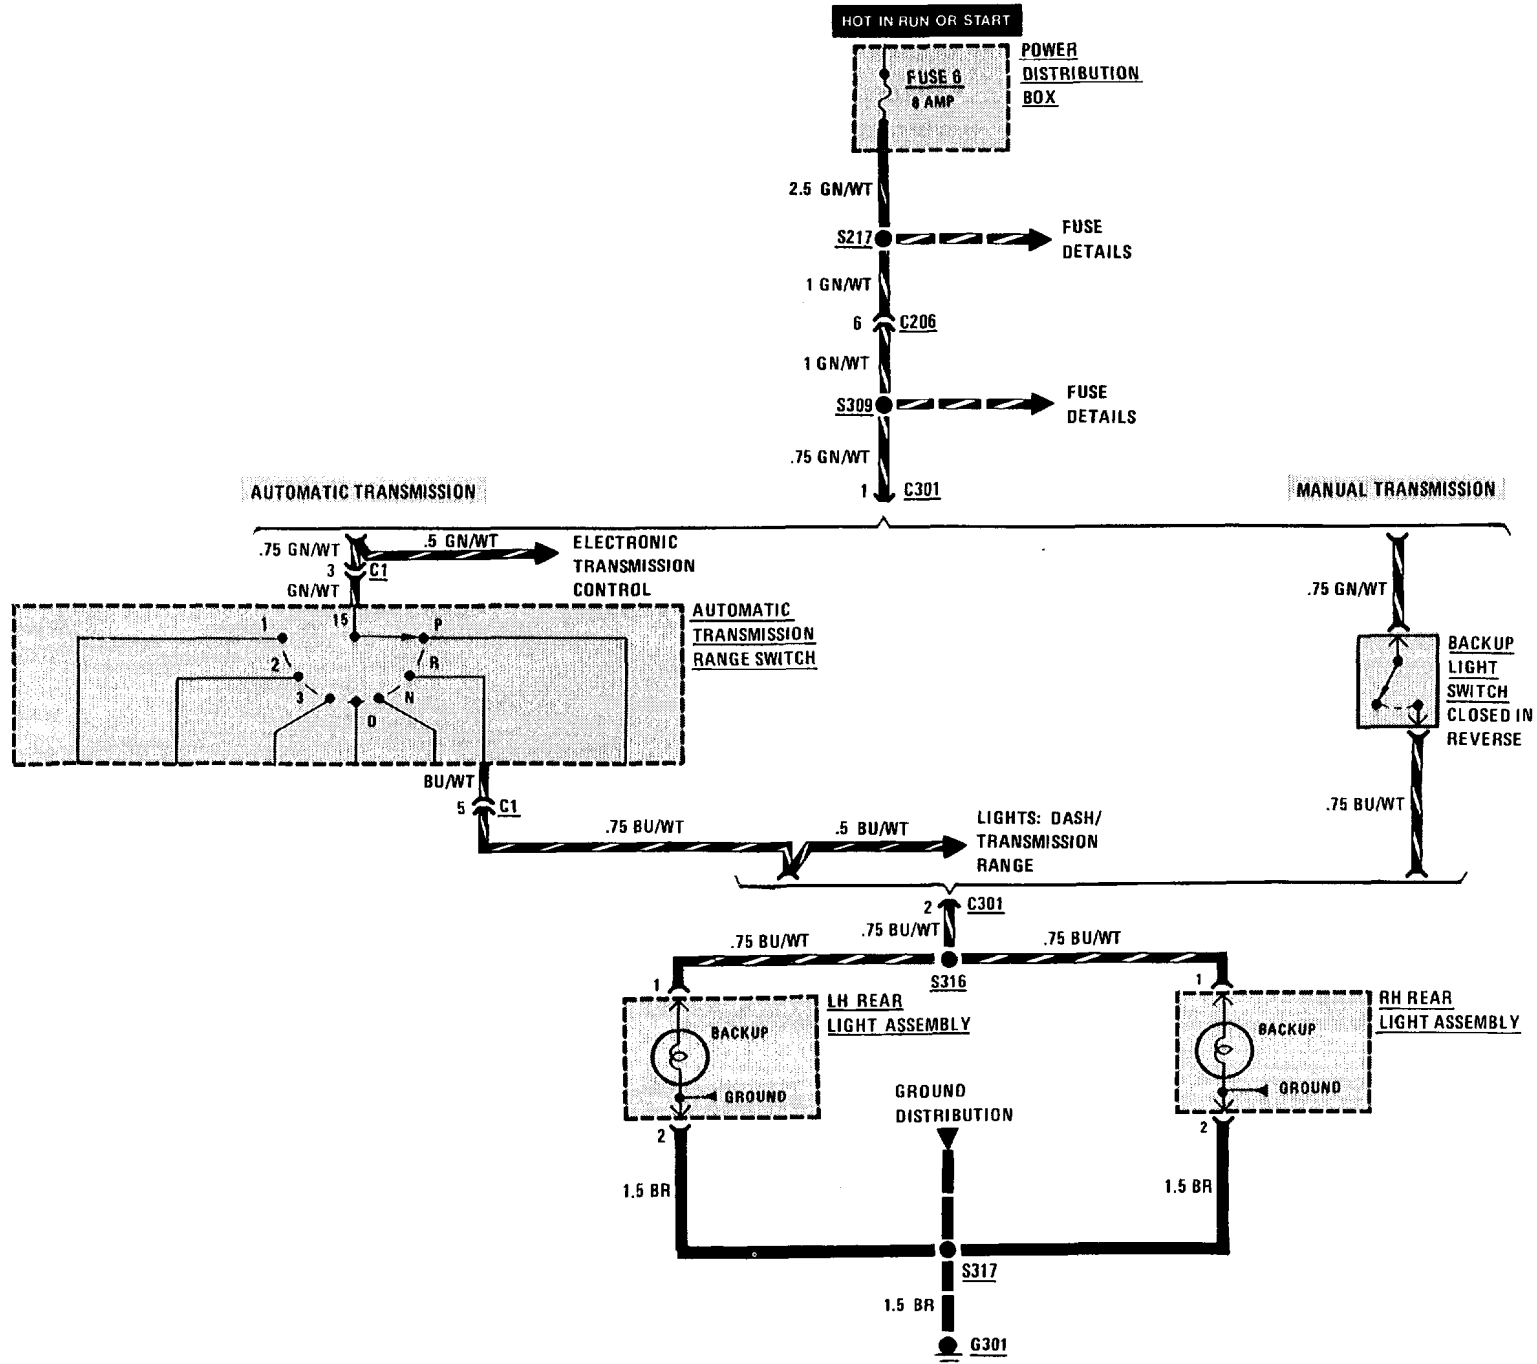 HOT IN RUN OR START
POWER
DISTRIBUTION
BOX
FUSE 6
8 AMP
2.5 GN/WT
S217
FUSE
DETAILS
1 GN/WT
6
C206
1 GN/WT
S309
FUSE
DETAILS
.75 GN/WT
1
C301
AUTOMATIC TRANSMISSION
MANUAL TRANSMISSION
.75 GN/WT
.5 GN/WT
ELECTRONIC
TRANSMISSION
CONTROL
3
C1
GN/WT
.75 GN/WT
AUTOMATIC
TRANSMISSION
RANGE SWITCH
1
15
P
2
R
3
N
D
BACKUP
LIGHT
SWITCH
CLOSED IN
REVERSE
BU/WT
5
C1
.75 BU/WT
.5 BU/WT
LIGHTS: DASH/
TRANSMISSION
RANGE
.75 BU/WT
2
C301
.75 BU/WT
.75 BU/WT
.75 BU/WT
S316
1
LH REAR
LIGHT ASSEMBLY
BACKUP
GROUND
2
1
RH REAR
LIGHT ASSEMBLY
BACKUP
GROUND
2
GROUND
DISTRIBUTION
1.5 BR
1.5 BR
S317
1.5 BR
G301